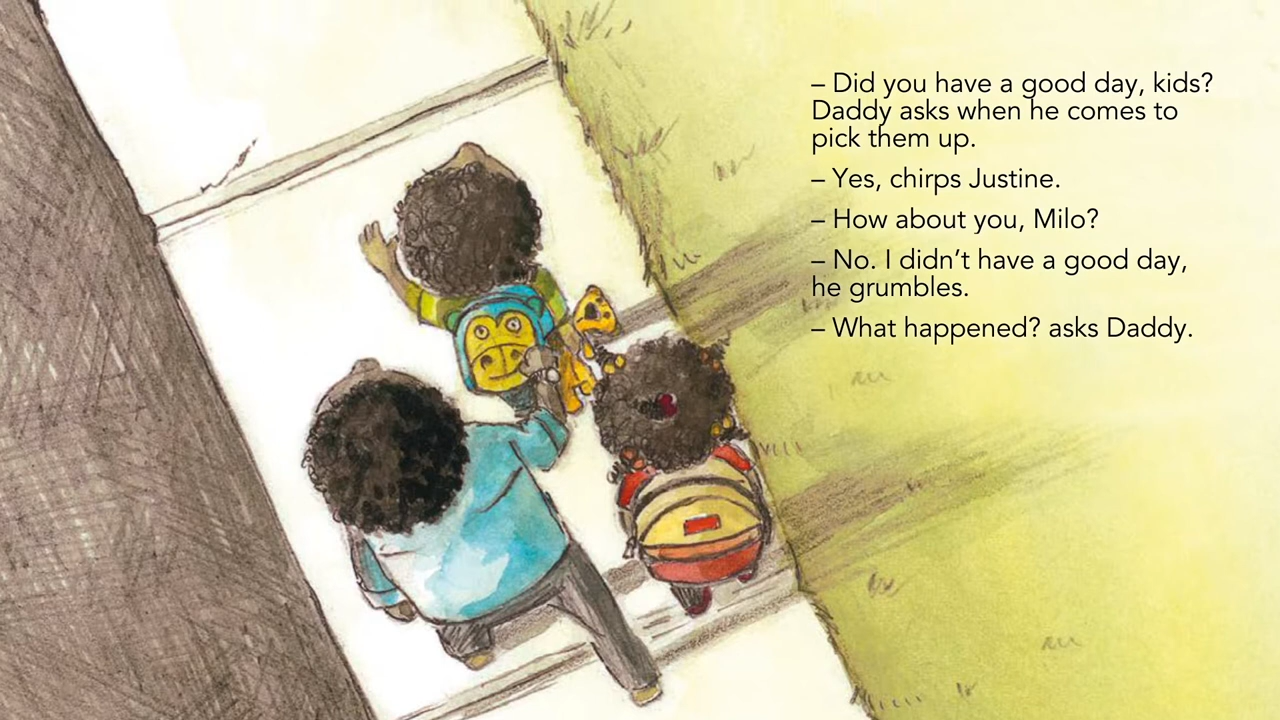 – Did you have a good day, kids?
Daddy asks when he comes to
pick them up.
– Yes, chirps Justine.
– How about you, Milo?
– No. I didn’t have a good day,
he grumbles.
– What happened? asks Daddy.